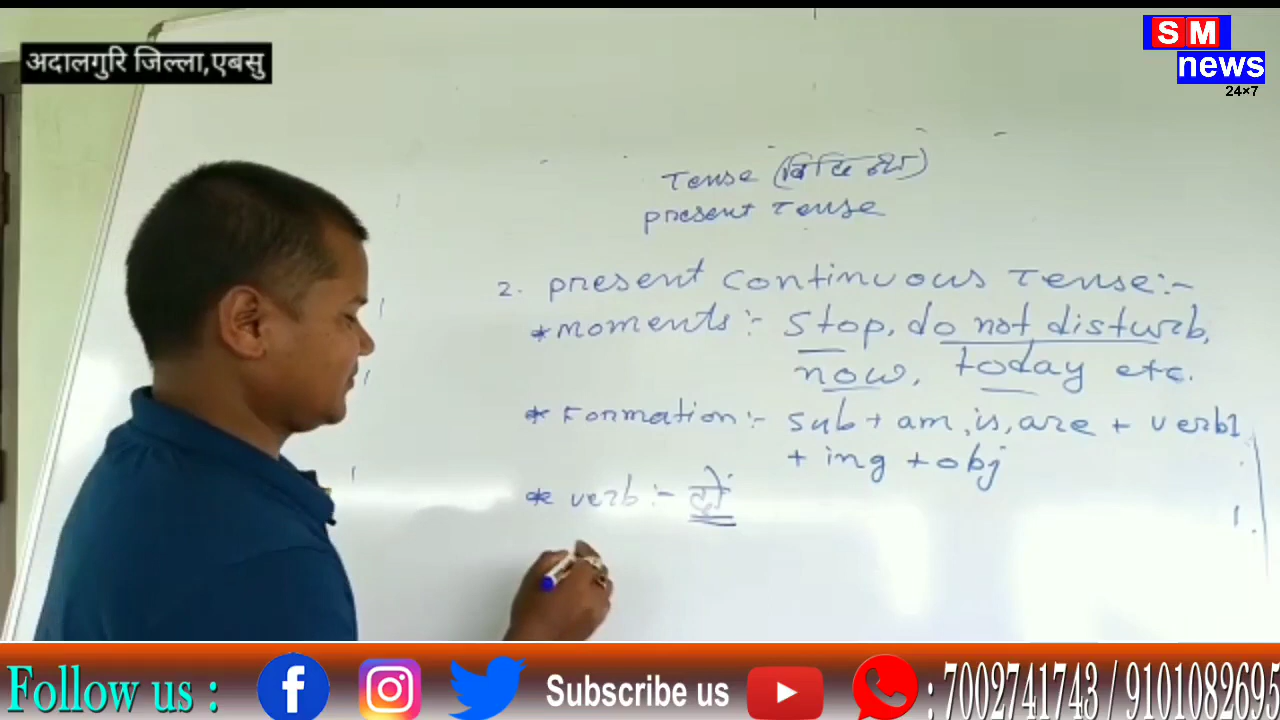 अदालगुरि जिल्ला,एबसु
SM
news
24×7
Tense
present Tense
2. present continuous Tense:-
*moments:- stop, do not disturb,
now, today etc.
* Formation:- sub + am, is, are + verb1
+ ing + obj
* verb:- दों
Follow us :
Subscribe us
: 7002741743 / 9101082695